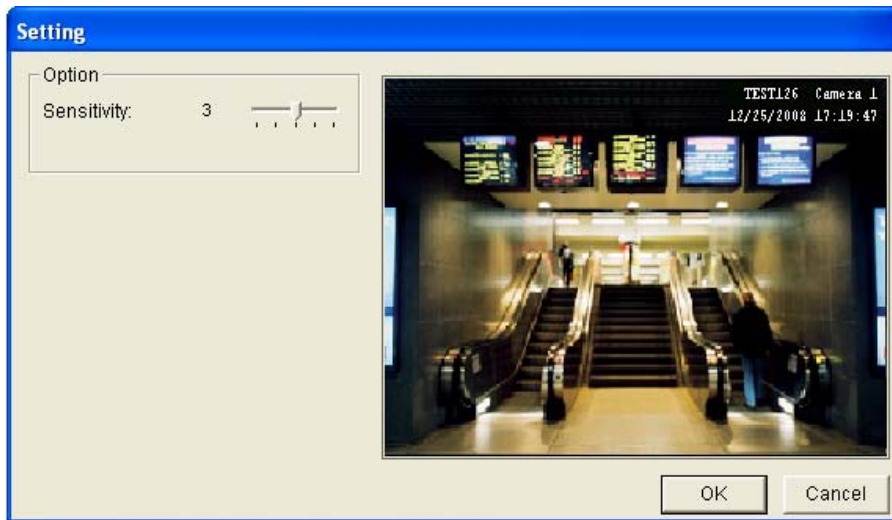 Setting
Option
Sensitivity: 3
TEST126 Camera 1
12/25/2008 17:19:47
OK
Cancel